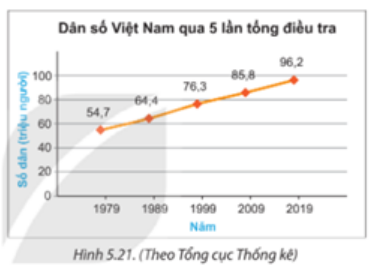 Dân số Việt Nam qua 5 lần tổng điều tra
Số dân (triệu người)
100
80
60
40
20
0
54,7
64,4
76,3
85,8
96,2
1979 1989 1999 2009 2019
Năm
Hình 5.21. (Theo Tổng cục Thống kê)